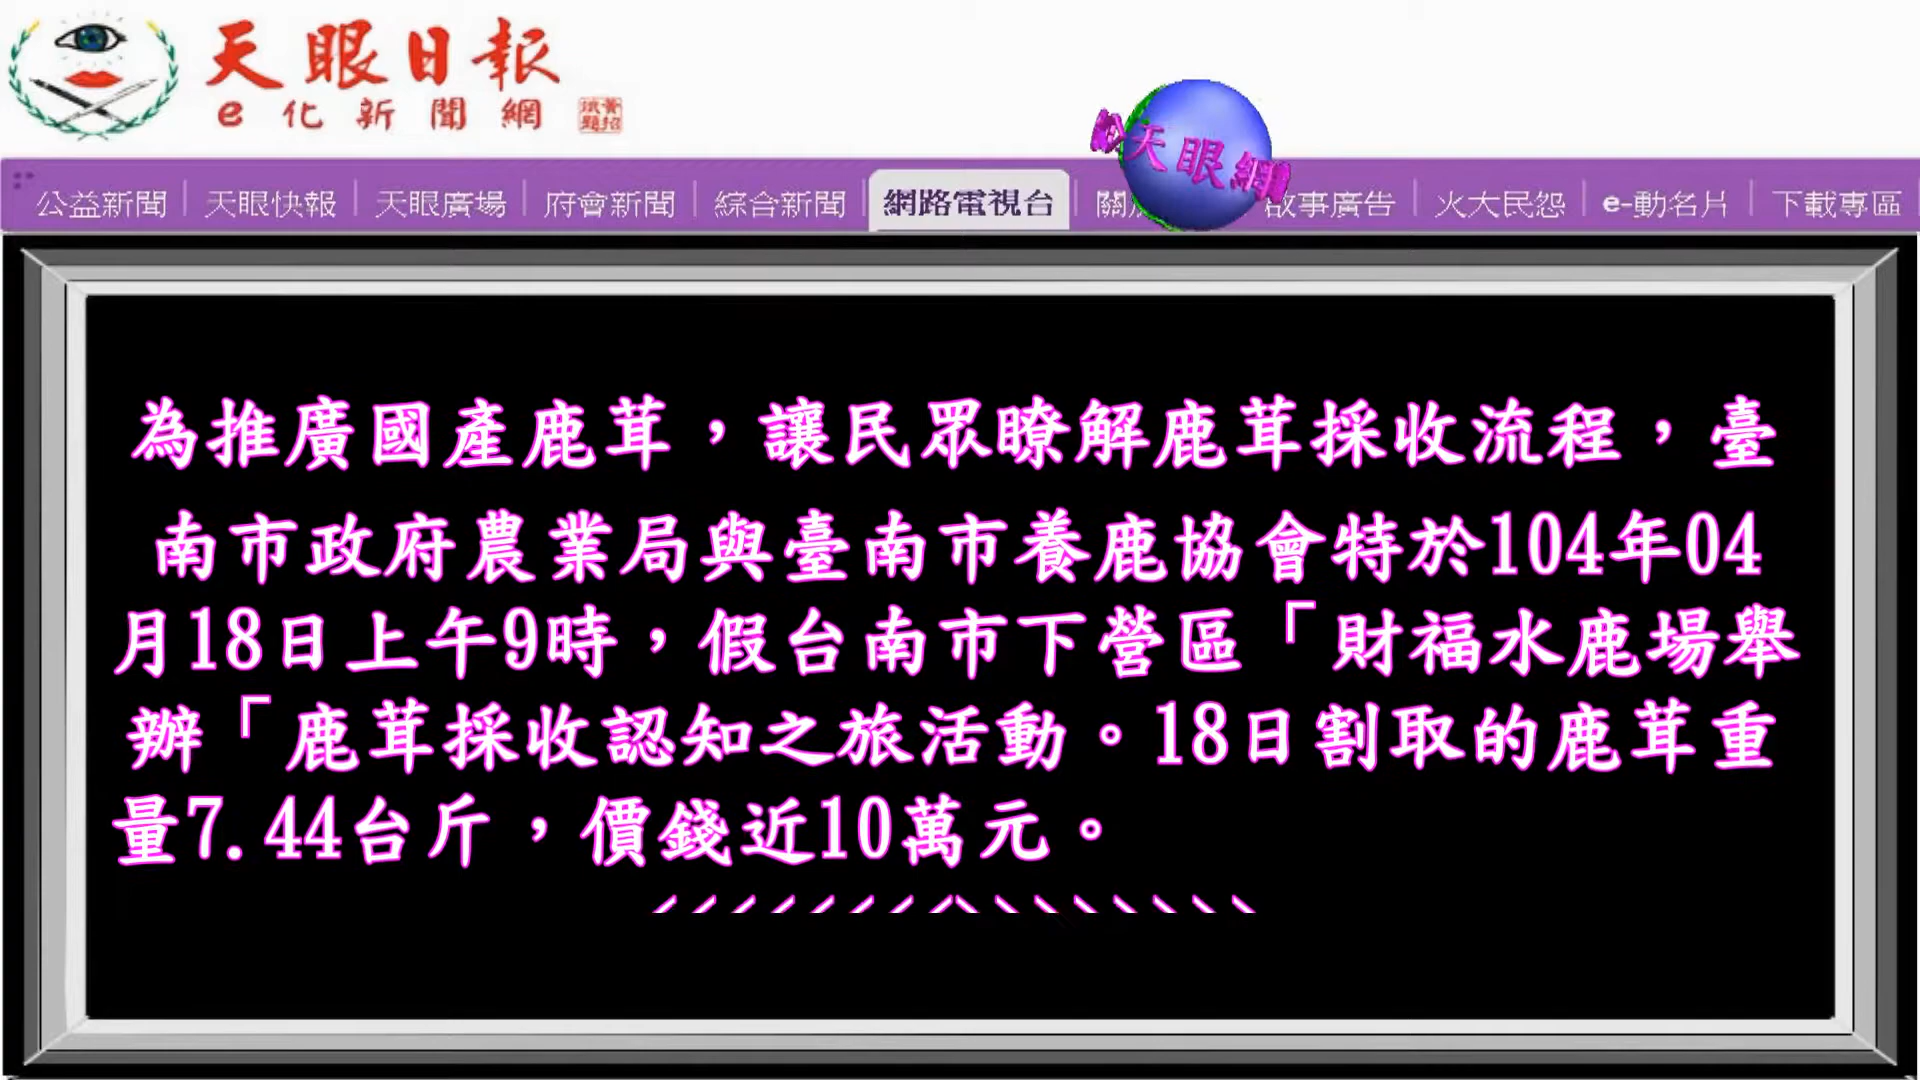 天眼日報
e化新聞網
天眼網
公益新聞 天眼快報 天眼廣場 府會新聞 綜合新聞 網路電視台 關 故事廣告 火大民怨 e-動名片 下載專區
為推廣國產鹿茸，讓民眾瞭解鹿茸採收流程，臺
南市政府農業局與臺南市養鹿協會特於104年04
月18日上午9時，假台南市下營區「財福水鹿場舉
辦「鹿茸採收認知之旅活動。18日割取的鹿茸重
量7.44台斤，價錢近10萬元。